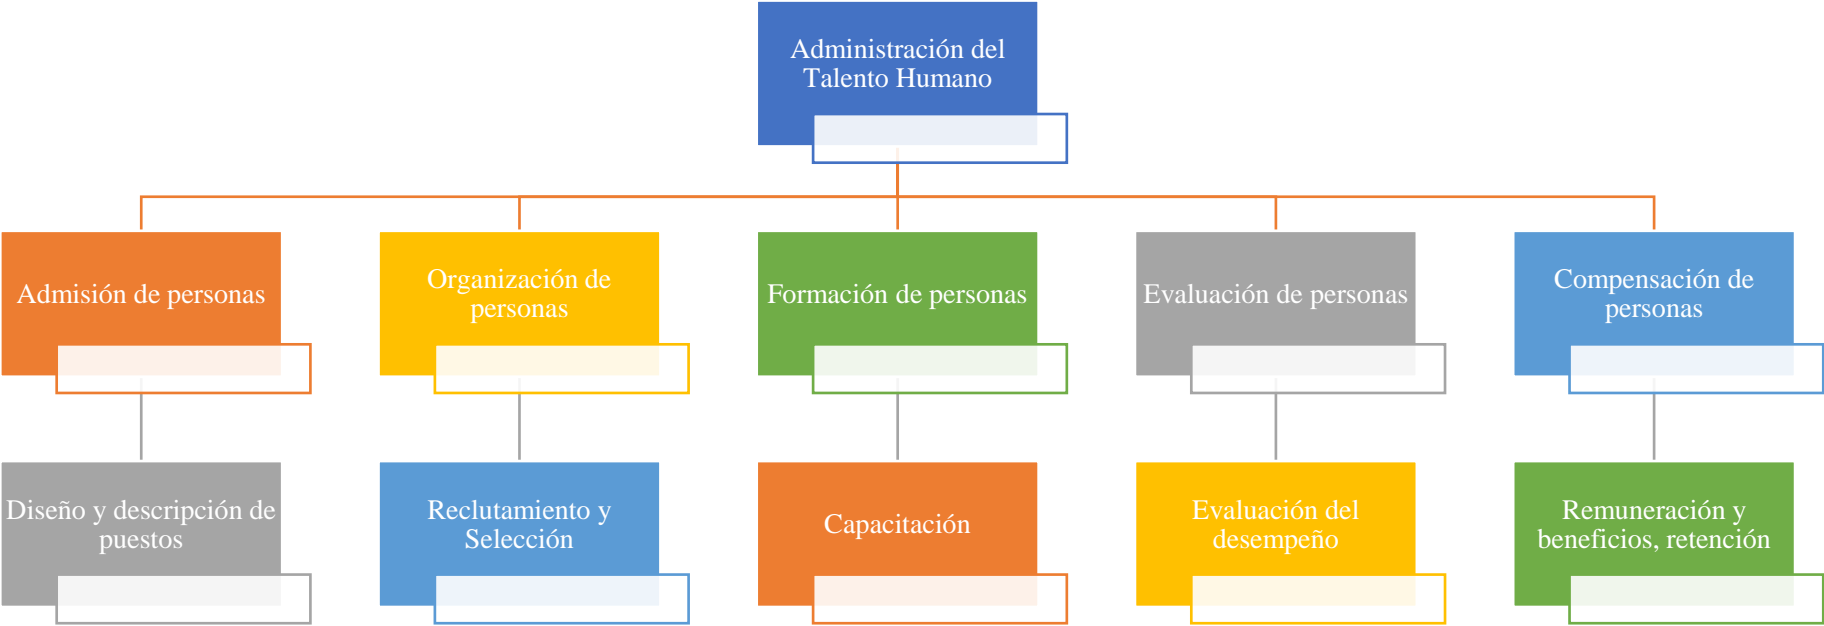 Administración del
Talento Humano
Admisión de personas
Organización de
personas
Formación de personas
Evaluación de personas
Compensación de
personas
Diseño y descripción de
puestos
Reclutamiento y
Selección
Capacitación
Evaluación del
desempeño
Remuneración y
beneficios, retención